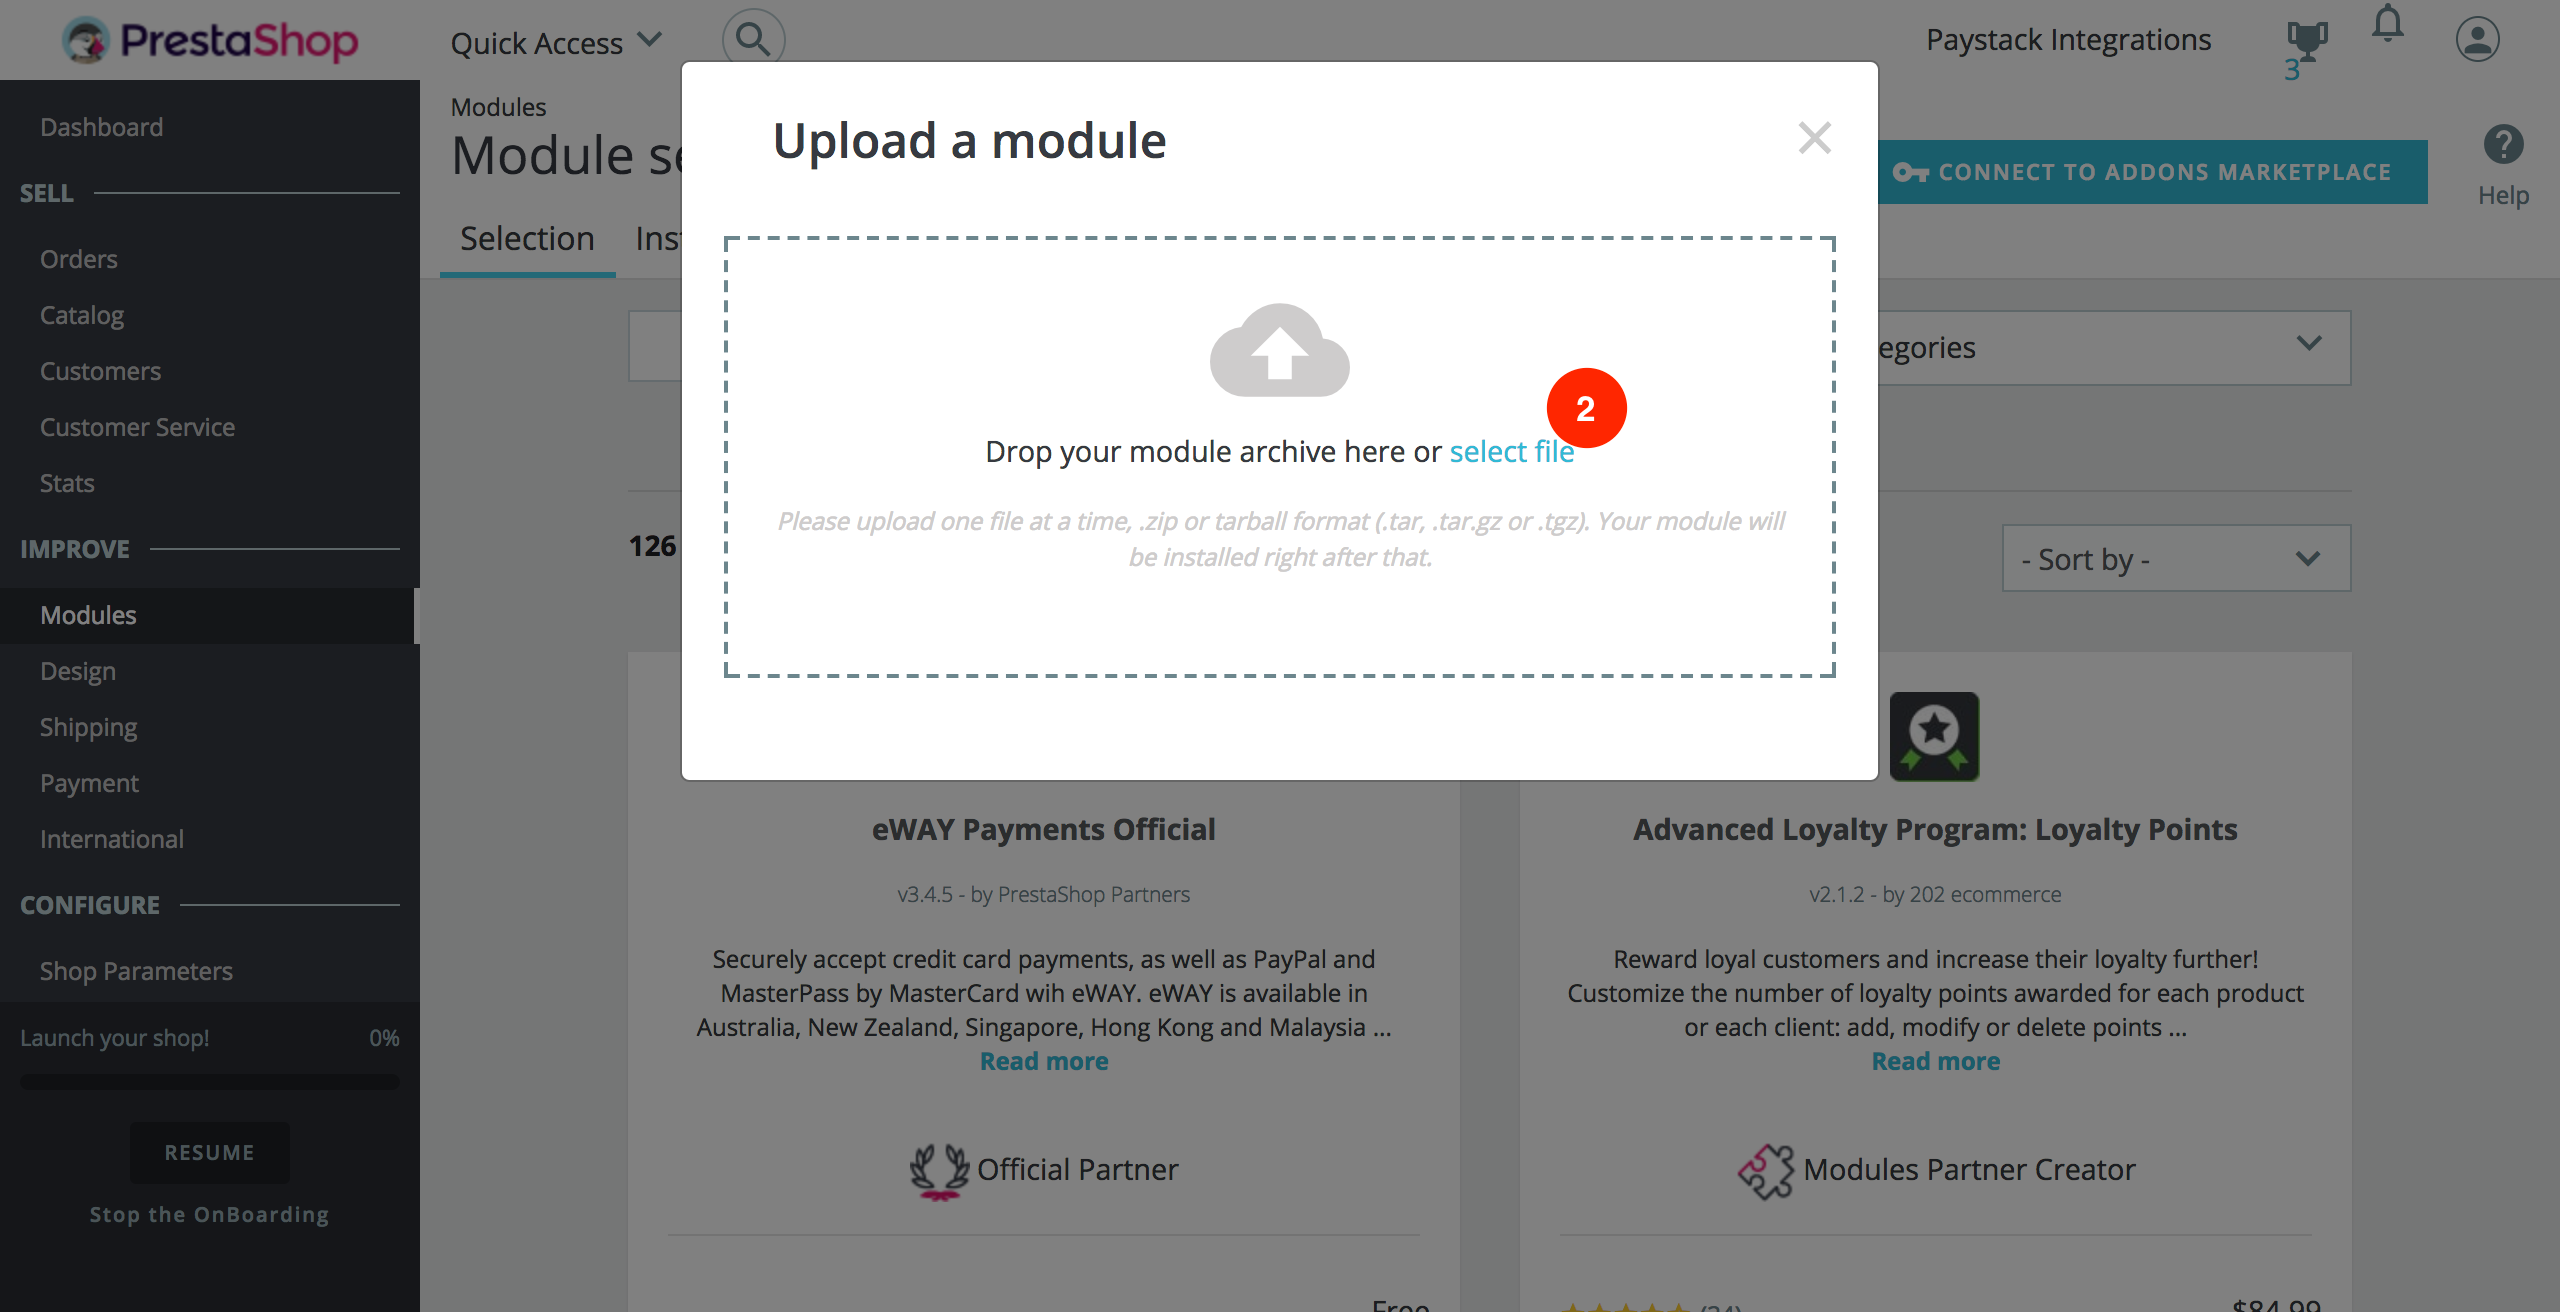 PrestaShop
Quick Access
Paystack Integrations
3
Dashboard
SELL
Orders
Catalog
Customers
Customer Service
Stats
IMPROVE
Modules
Design
Shipping
Payment
International
CONFIGURE
Shop Parameters
Launch your shop! 0%
RESUME
Stop the OnBoarding
Modules
Module se
CONNECT TO ADDONS MARKETPLACE
Help
Selection Inst
egories
126
- Sort by -
Upload a module
2
Drop your module archive here or select file
Please upload one file at a time, .zip or tarball format (.tar, .tar.gz or .tgz). Your module will
be installed right after that.
eWAY Payments Official
v3.4.5 - by PrestaShop Partners
Securely accept credit card payments, as well as PayPal and
MasterPass by MasterCard wih eWAY. eWAY is available in
Australia, New Zealand, Singapore, Hong Kong and Malaysia ...
Read more
Official Partner
Free
Advanced Loyalty Program: Loyalty Points
v2.1.2 - by 202 ecommerce
Reward loyal customers and increase their loyalty further!
Customize the number of loyalty points awarded for each product
or each client: add, modify or delete points ...
Read more
Modules Partner Creator
$84.99